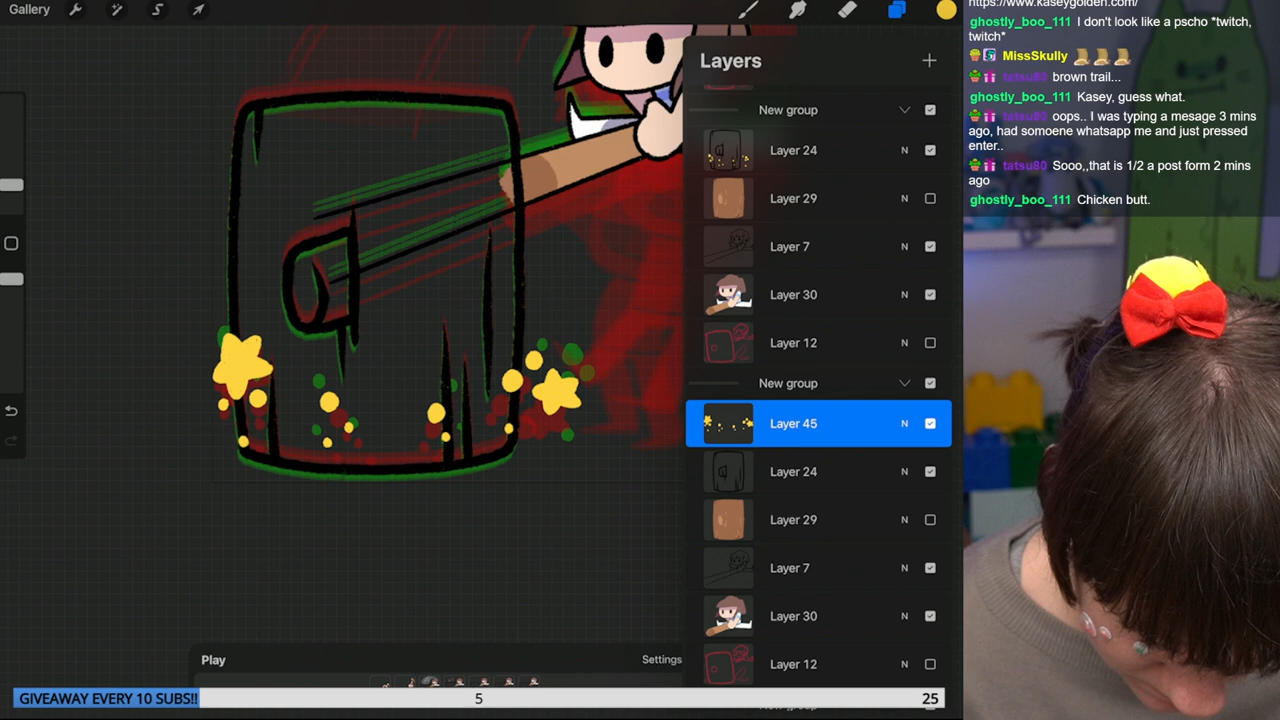 Gallery
Layers
New group
Layer 24 N
Layer 29 N
Layer 7 N
Layer 30 N
Layer 12 N
New group
Layer 45 N
Layer 24 N
Layer 29 N
Layer 7 N
Layer 30 N
Layer 12 N
Play
Settings
GIVEAWAY EVERY 10 SUBS!!
5
25
https://www.kaseygolden.com/
ghostly_boo_111 I don't look like a pscho *twitch,
twitch*
MissSkully
tatsu80 brown trail...
ghostly_boo_111 Kasey, guess what.
tatsu80 oops.. I was typing a mesage 3 mins
ago, had somoene whatsapp me and just pressed
enter..
tatsu80 Sooo,,that is 1/2 a post form 2 mins
ago
ghostly_boo_111 Chicken butt.